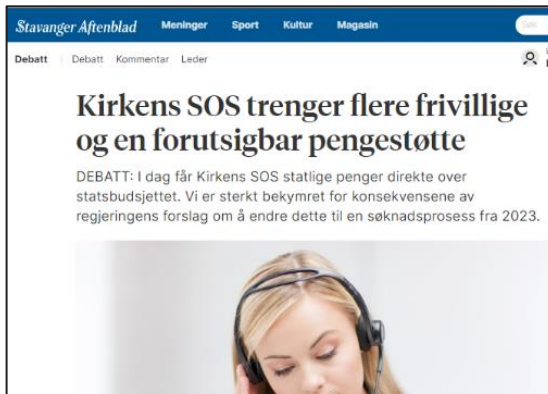 Stavanger Aftenblad Meninger Sport Kultur Magasin
Debatt Debatt Kommentar Leder
Kirkens SOS trenger flere frivillige
og en forutsigbar pengestøtte
DEBATT: I dag får Kirkens SOS statlige penger direkte over
statsbudsjettet. Vi er sterkt bekymret for konsekvensene av
regjeringens forslag om å endre dette til en søknadsprosess fra 2023.